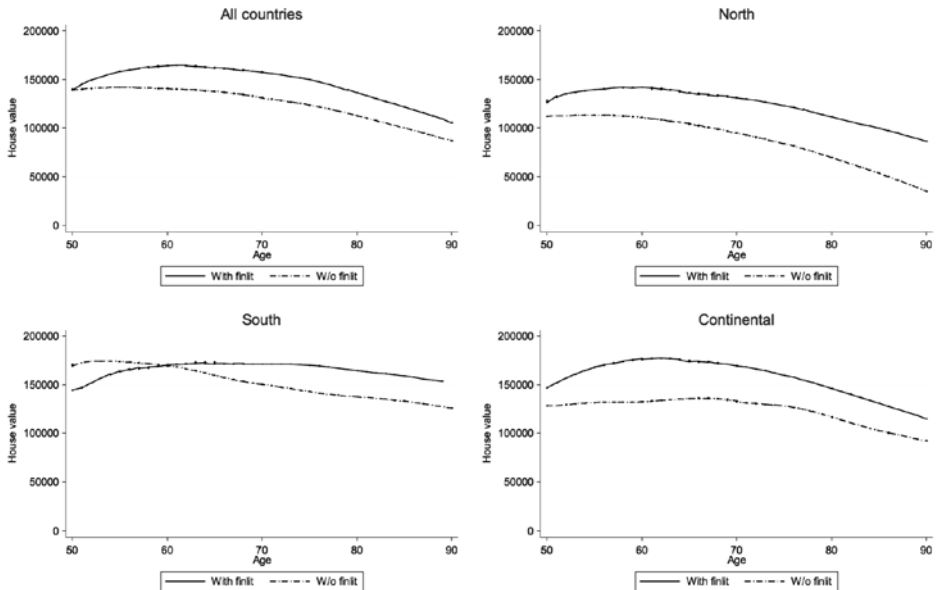 All countries
200000
150000
100000
50000
0
House value
50 60 70 80 90
Age
With finlit W/o finlit
North
200000
150000
100000
50000
0
House value
50 60 70 80 90
Age
With finlit W/o finlit
South
200000
150000
100000
50000
0
House value
50 60 70 80 90
Age
With finlit W/o finlit
Continental
200000
150000
100000
50000
0
House value
50 60 70 80 90
Age
With finlit W/o finlit